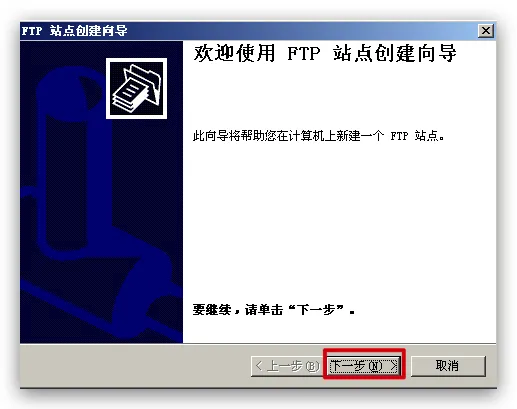 FTP 站点创建向导
欢迎使用 FTP 站点创建向导
此向导将帮助您在计算机上新建一个 FTP 站点。
要继续，请单击“下一步”。
< 上一步(B) 下一步(N) > 取消